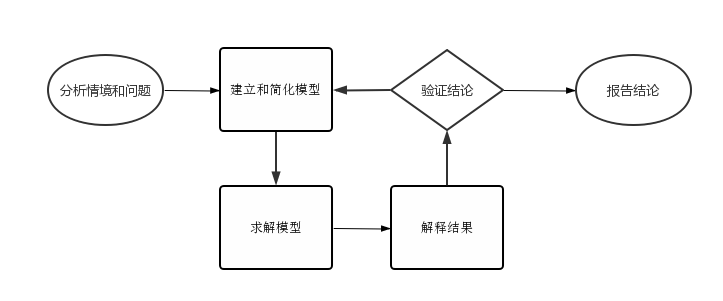 分析情境和问题
建立和简化模型
验证结论
报告结论
求解模型
解释结果